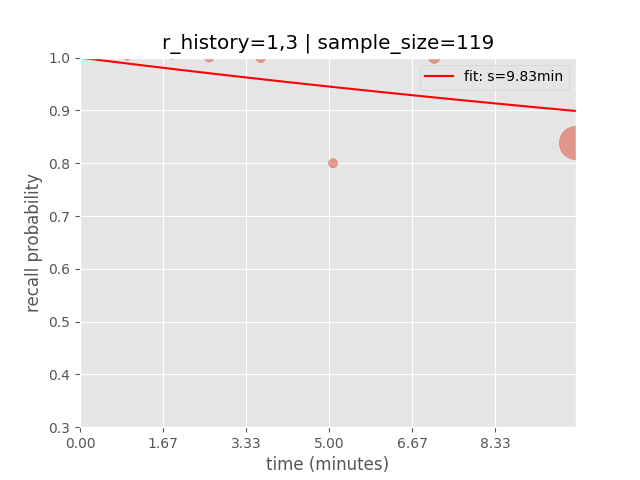 r_history=1,3 | sample_size=119
fit: s=9.83min
recall probability
1.0
0.9
0.8
0.7
0.6
0.5
0.4
0.3
0.00 1.67 3.33 5.00 6.67 8.33
time (minutes)